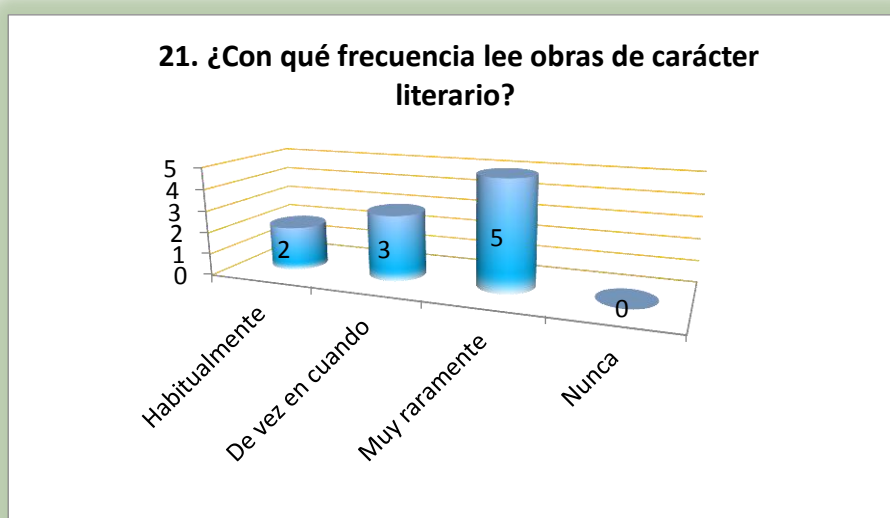 21. ¿Con qué frecuencia lee obras de carácter
literario?
5
4
3
2
1
0
2
3
5
0
Habitualmente
De vez en cuando
Muy raramente
Nunca